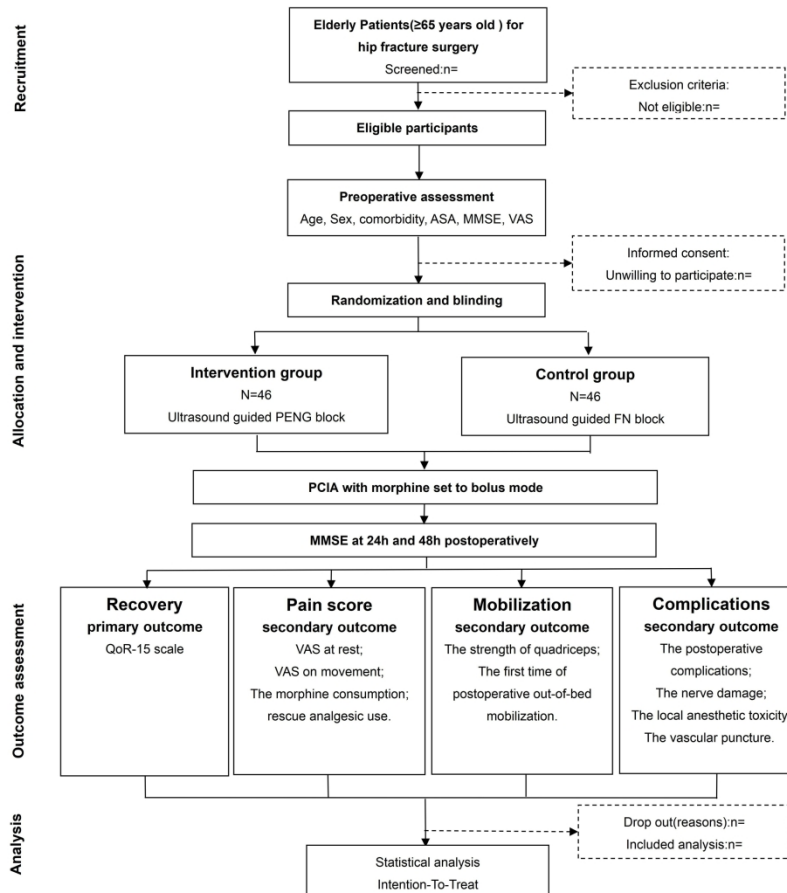 Recruitment
Elderly Patients(≥65 years old ) for
hip fracture surgery
Screened:n=
Exclusion criteria:
Not eligible:n=
Eligible participants
Allocation and intervention
Preoperative assessment
Age, Sex, comorbidity, ASA, MMSE, VAS
Informed consent:
Unwilling to participate:n=
Randomization and blinding
Intervention group
N=46
Ultrasound guided PENG block
Control group
N=46
Ultrasound guided FN block
PCIA with morphine set to bolus mode
MMSE at 24h and 48h postoperatively
Outcome assessment
Recovery
primary outcome
QoR-15 scale
Pain score
secondary outcome
VAS at rest;
VAS on movement;
The morphine consumption;
rescue analgesic use.
Mobilization
secondary outcome
The strength of quadriceps;
The first time of
postoperative out-of-bed
mobilization.
Complications
secondary outcome
The postoperative
complications;
The nerve damage;
The local anesthetic toxicity
The vascular puncture.
Analysis
Drop out(reasons):n=
Included analysis:n=
Statistical analysis
Intention-To-Treat